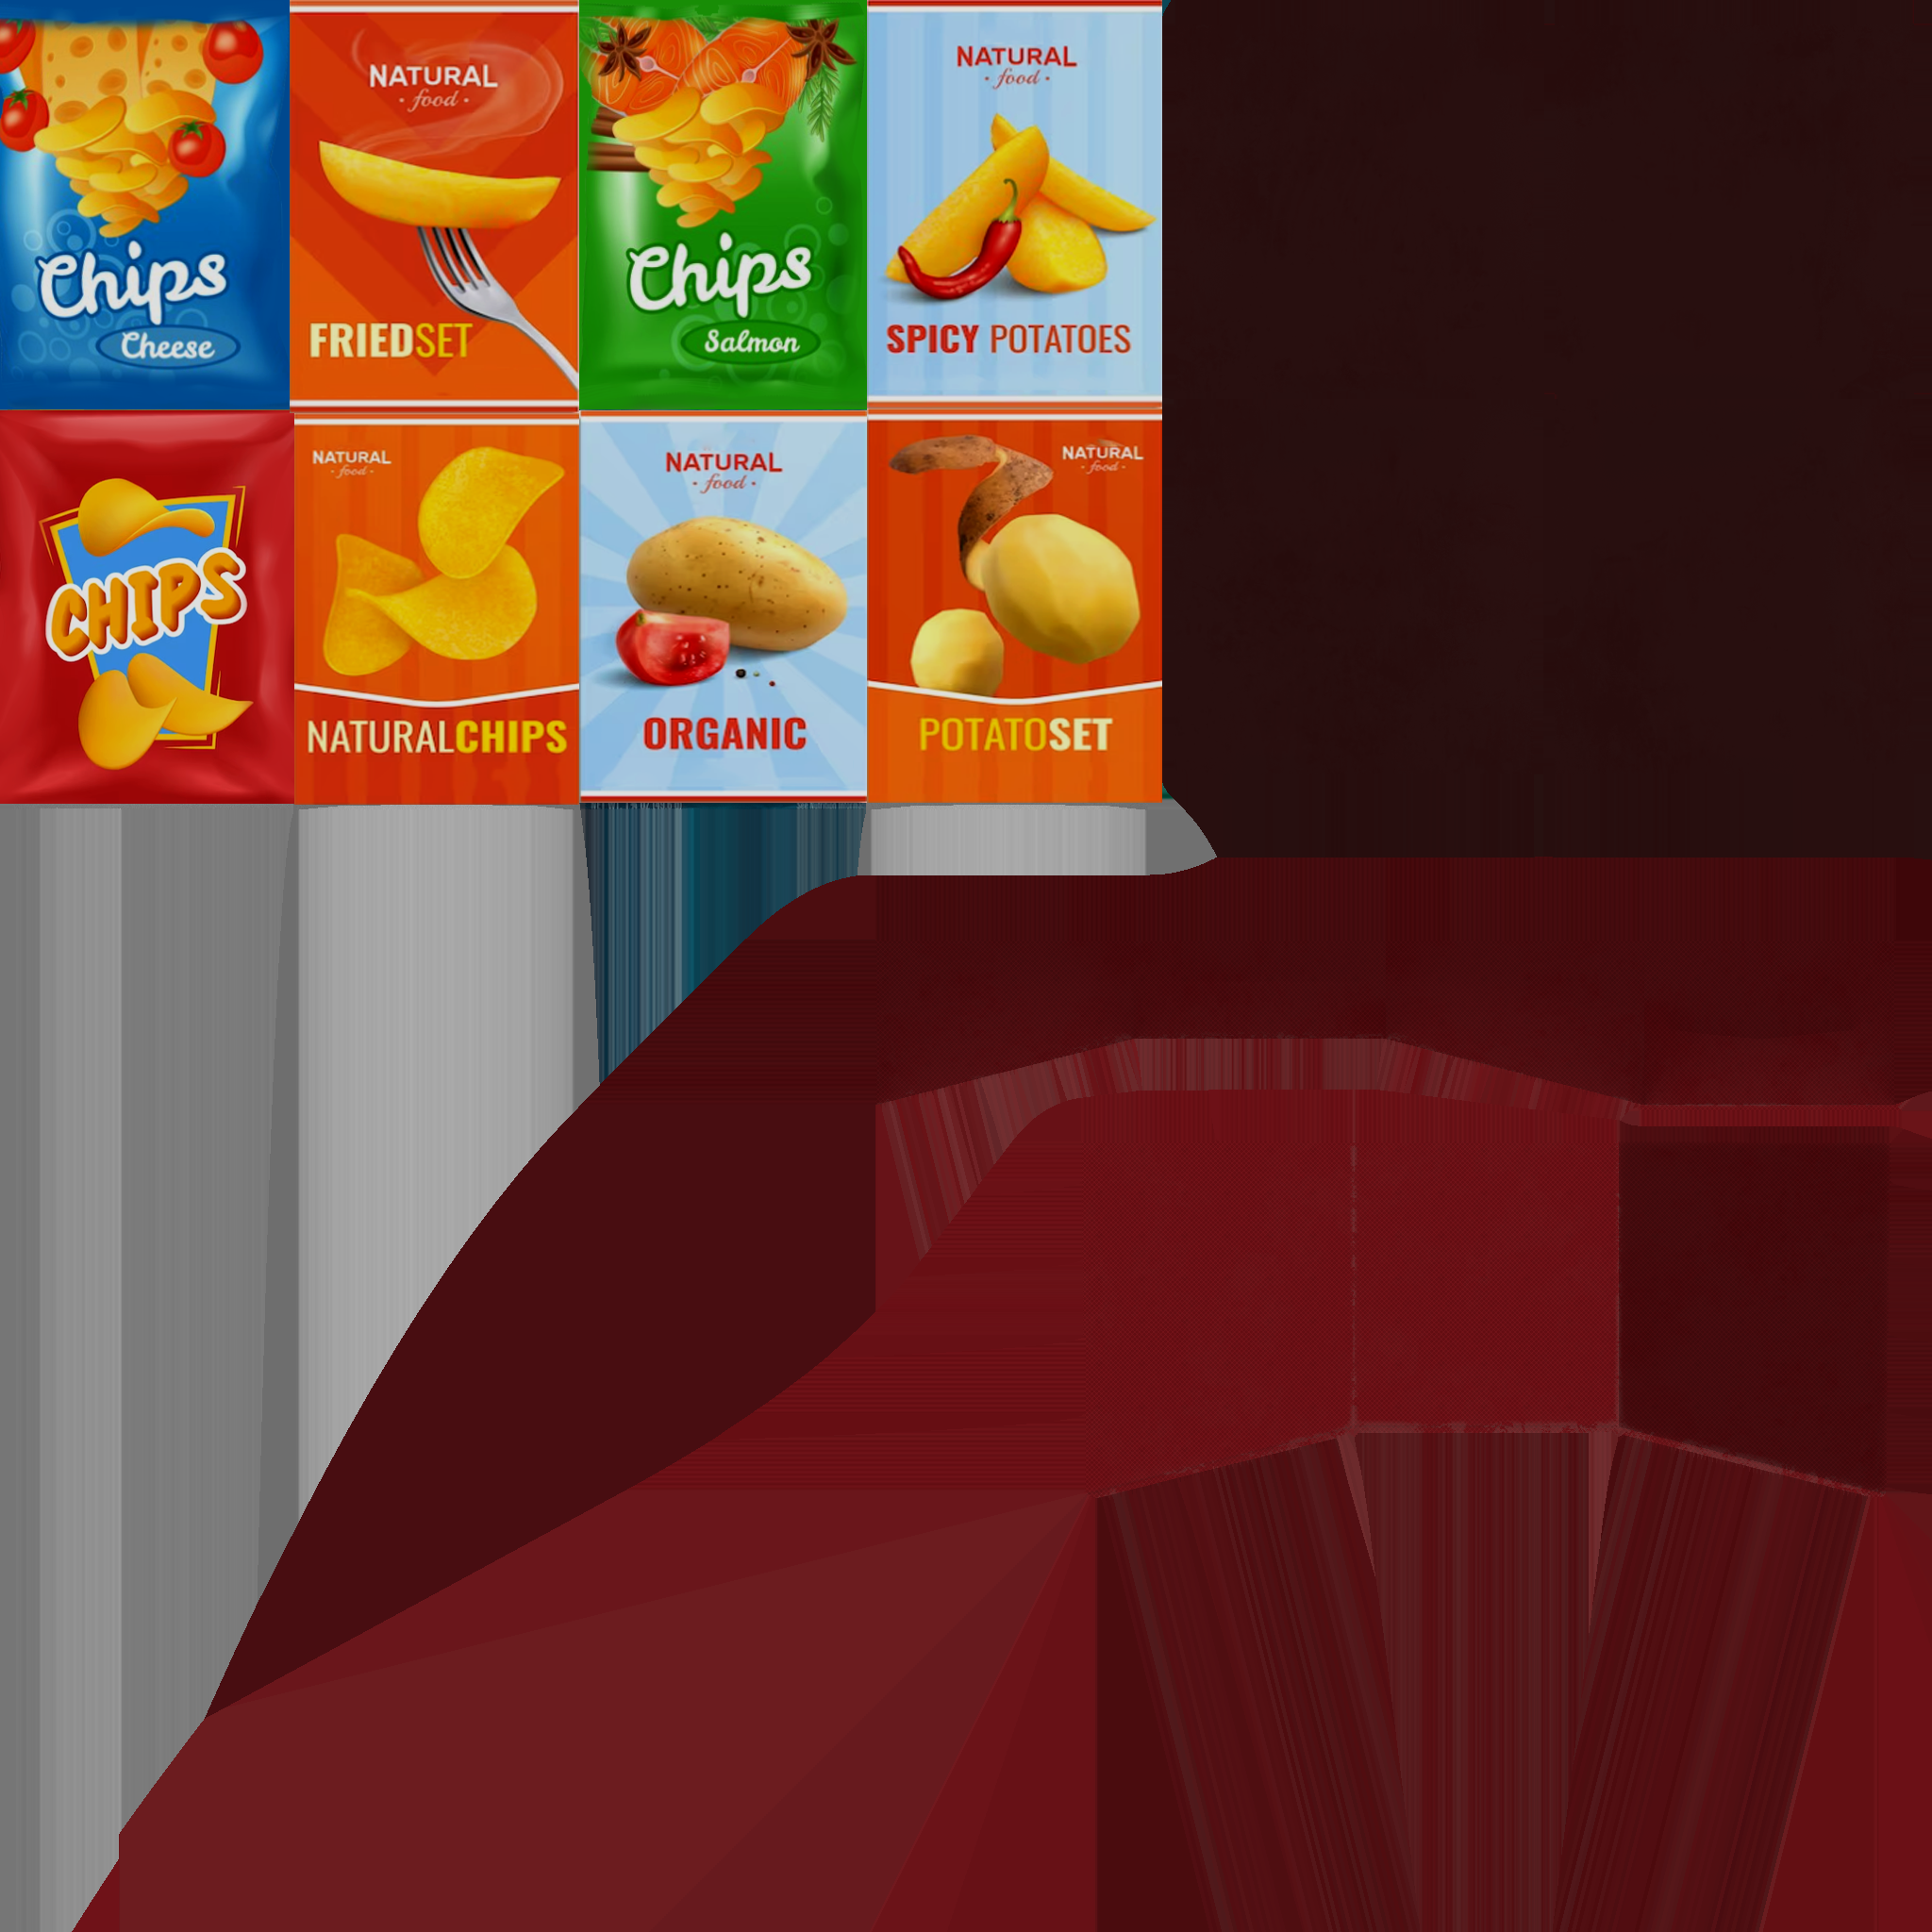 Chips
Cheese
NATURAL
· food ·
FRIEDSET
Chips
Salmon
NATURAL
· food ·
SPICY POTATOES
CHIPS
NATURAL
· food ·
NATURALCHIPS
NATURAL
· food ·
ORGANIC
NATURAL
· food ·
POTATOSET